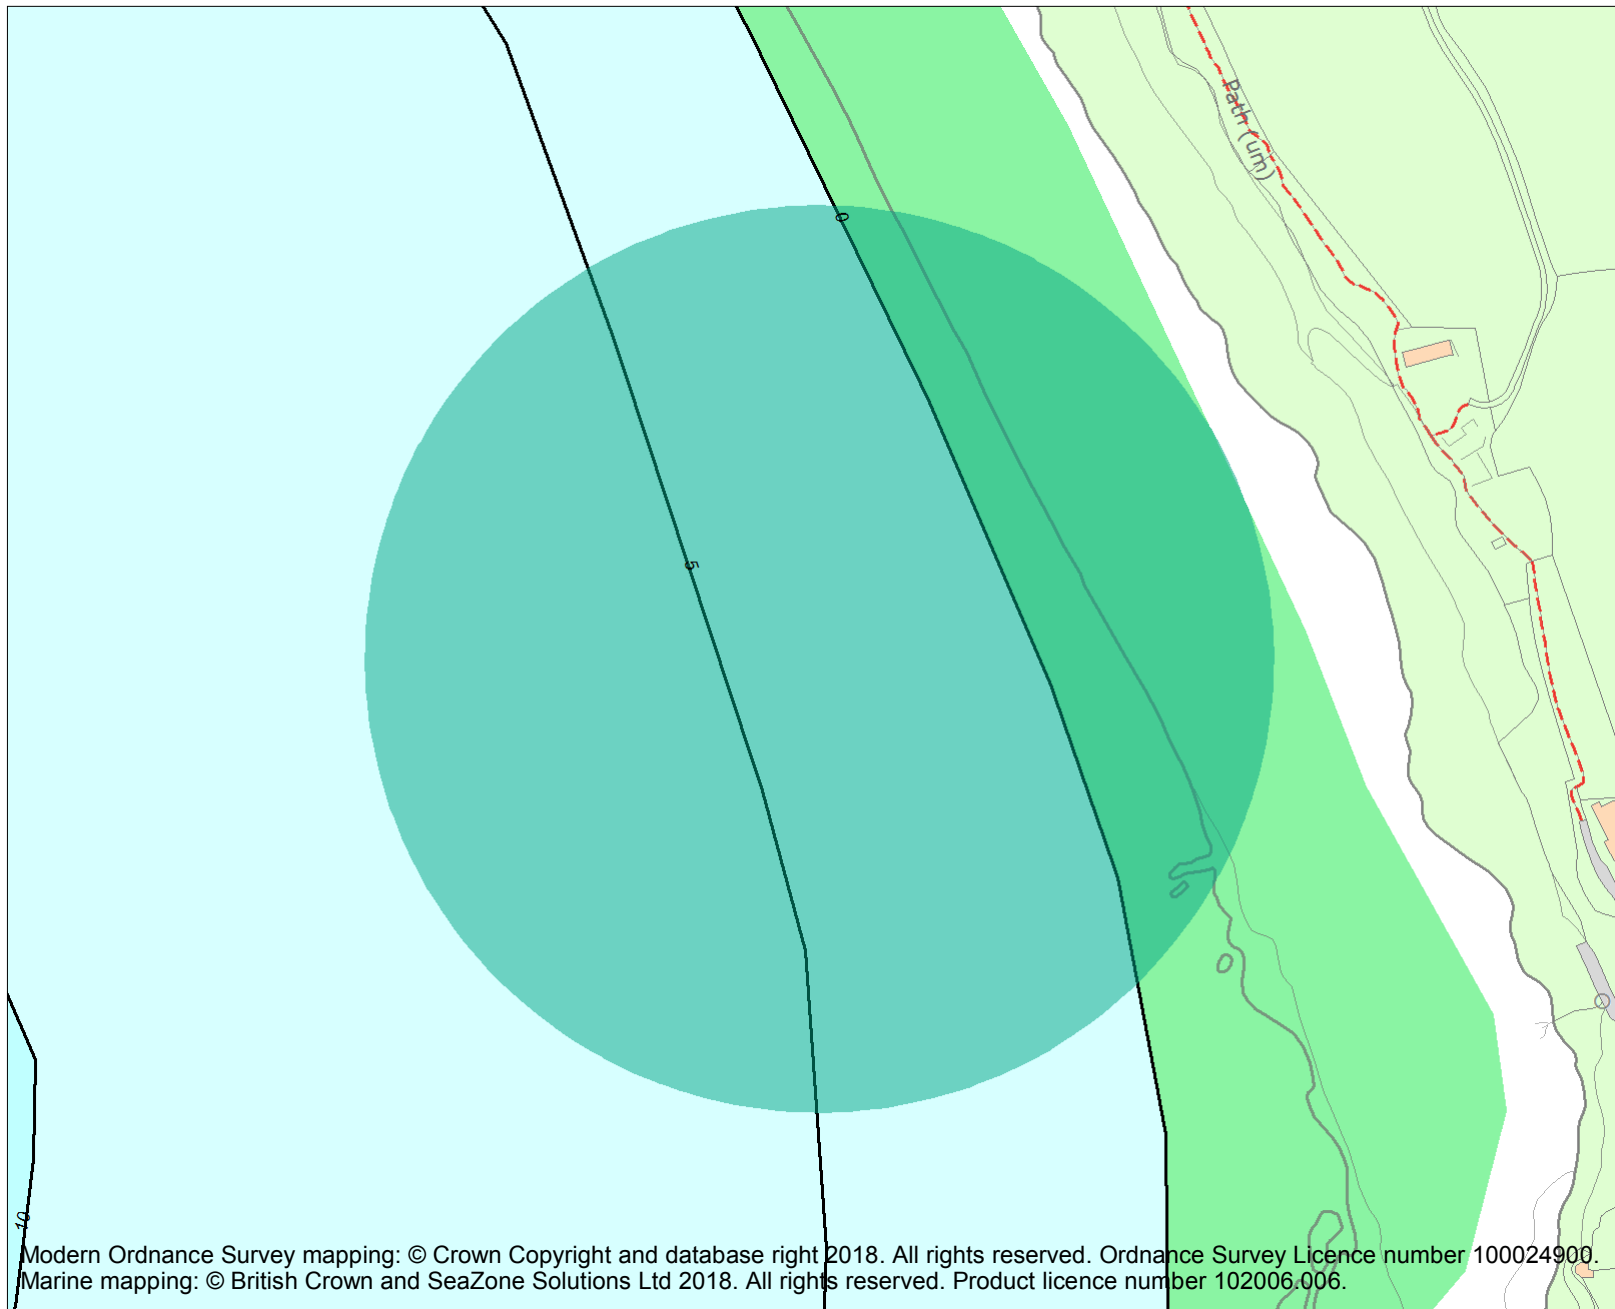 Path (um)
0
5
10
Modern Ordnance Survey mapping: © Crown Copyright and database right 2018. All rights reserved. Ordnance Survey Licence number 100024900.
Marine mapping: © British Crown and SeaZone Solutions Ltd 2018. All rights reserved. Product licence number 102006.006.